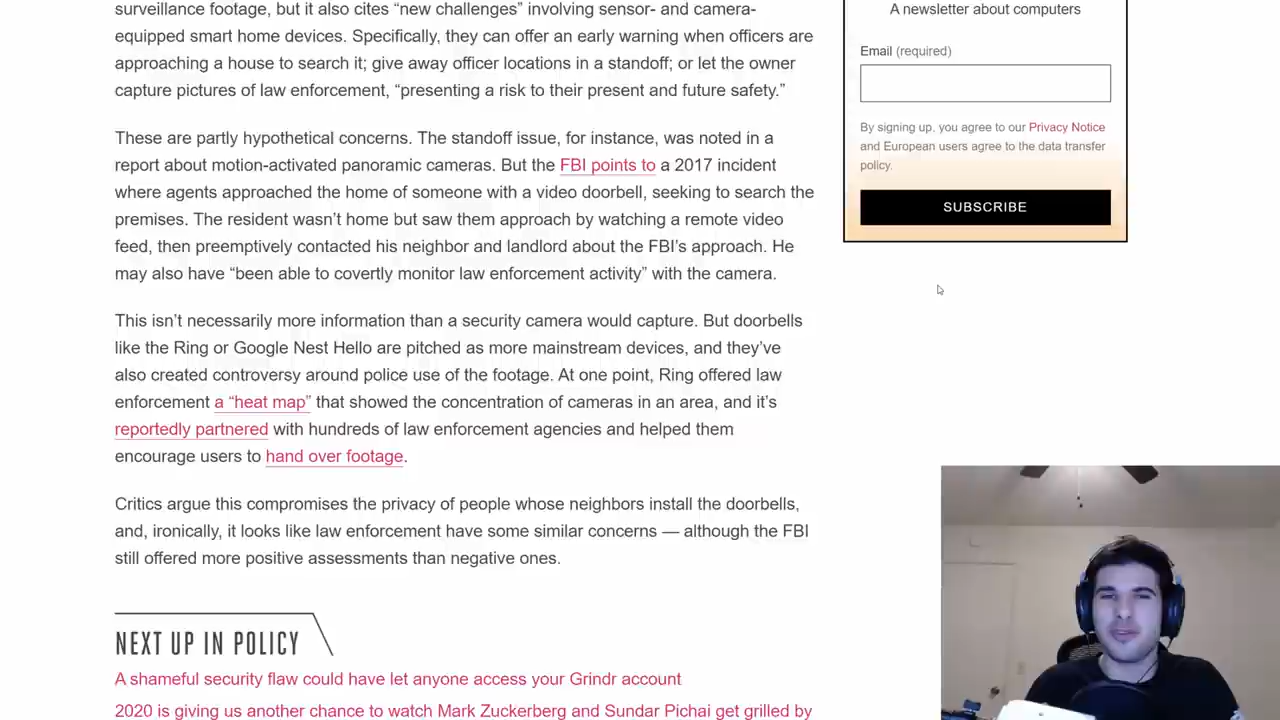 surveillance footage, but it also cites “new challenges” involving sensor- and camera-
equipped smart home devices. Specifically, they can offer an early warning when officers are
approaching a house to search it; give away officer locations in a standoff; or let the owner
capture pictures of law enforcement, “presenting a risk to their present and future safety.”
These are partly hypothetical concerns. The standoff issue, for instance, was noted in a
report about motion-activated panoramic cameras. But the FBI points to a 2017 incident
where agents approached the home of someone with a video doorbell, seeking to search the
premises. The resident wasn’t home but saw them approach by watching a remote video
feed, then preemptively contacted his neighbor and landlord about the FBI’s approach. He
may also have “been able to covertly monitor law enforcement activity” with the camera.
This isn’t necessarily more information than a security camera would capture. But doorbells
like the Ring or Google Nest Hello are pitched as more mainstream devices, and they’ve
also created controversy around police use of the footage. At one point, Ring offered law
enforcement a “heat map” that showed the concentration of cameras in an area, and it’s
reportedly partnered with hundreds of law enforcement agencies and helped them
encourage users to hand over footage.
Critics argue this compromises the privacy of people whose neighbors install the doorbells,
and, ironically, it looks like law enforcement have some similar concerns — although the FBI
still offered more positive assessments than negative ones.
NEXT UP IN POLICY
A shameful security flaw could have let anyone access your Grindr account
2020 is giving us another chance to watch Mark Zuckerberg and Sundar Pichai get grilled by
A newsletter about computers
Email (required)
By signing up, you agree to our Privacy Notice
and European users agree to the data transfer
policy.
SUBSCRIBE